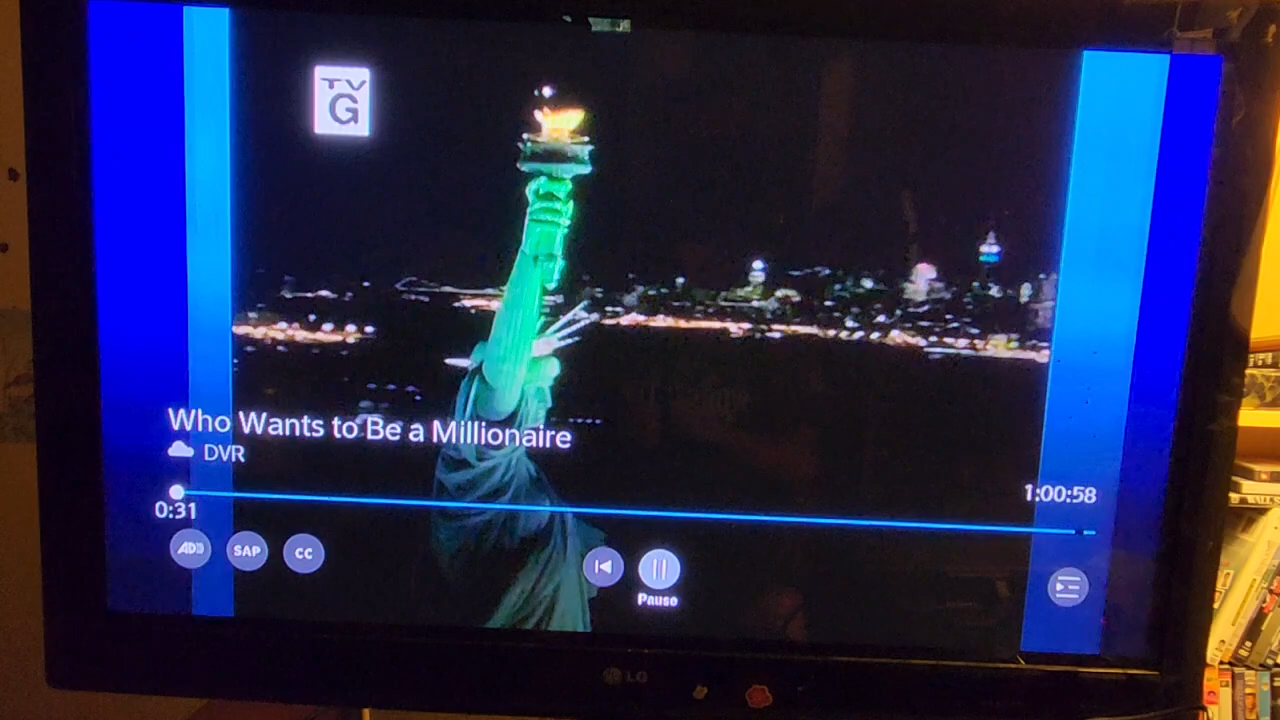 TV
G
Who Wants to Be a Millionaire
DVR
1:00:58
0:31
AD
SAP
CC
Pause
LG